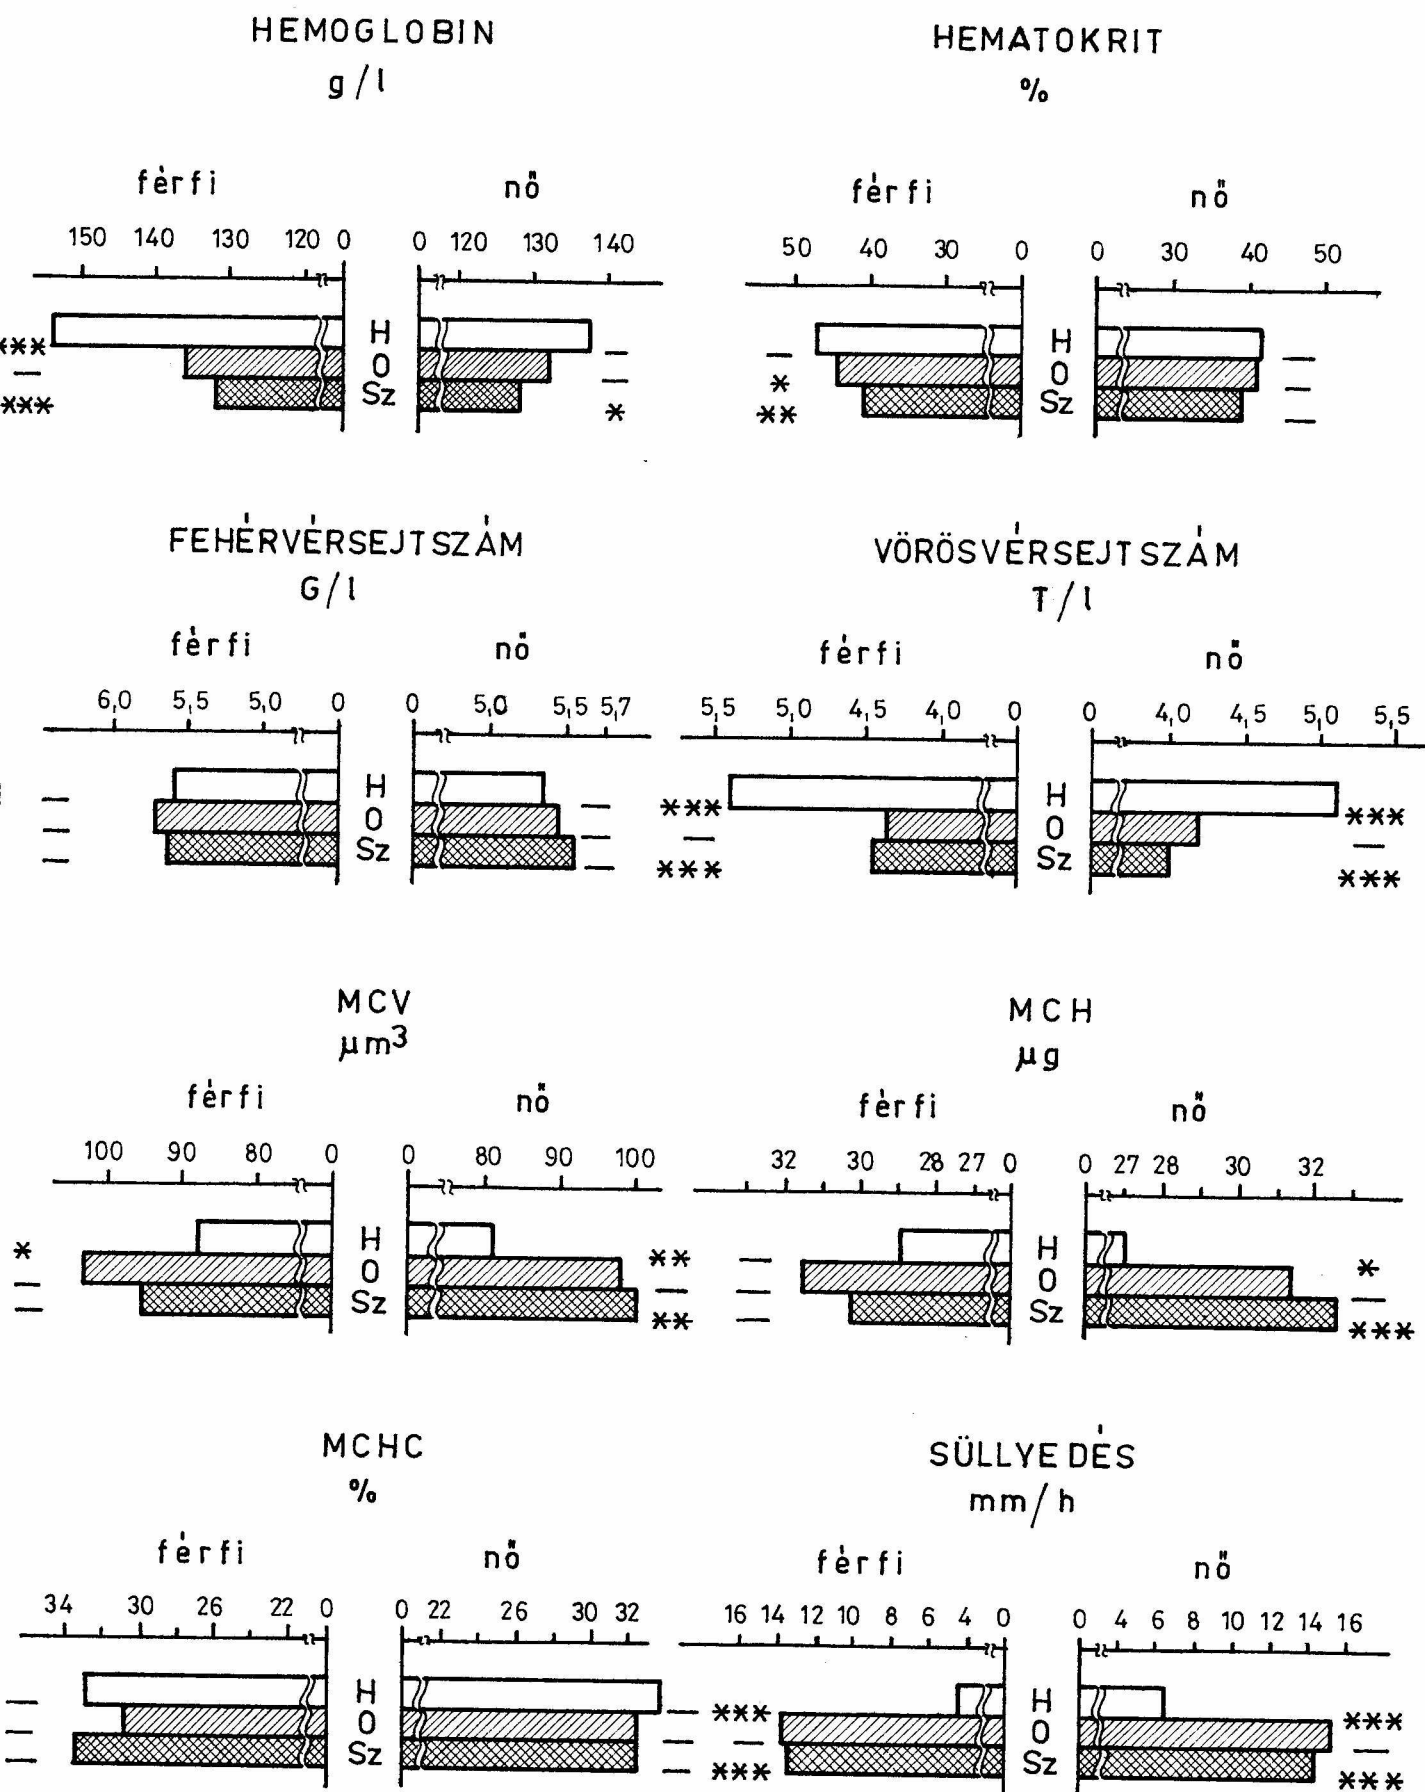 HEMOGLOBIN
g/l
férfi nő
150 140 130 120 0 0 120 130 140
H
O
Sz
***
—
***
—
—
*
HEMATOKRIT
%
férfi nő
50 40 30 0 0 30 40 50
H
O
Sz
—
*
**
—
—
—
FEHÉRVÉRSEJTSZÁM
G/l
férfi nő
6,0 5,5 5,0 0 0 5,0 5,5 5,7
H
O
Sz
—
—
—
—
—
—
VÖRÖSVÉRSEJTSZÁM
T/l
férfi nő
5,5 5,0 4,5 4,0 0 0 4,0 4,5 5,0 5,5
H
O
Sz
***
—
***
***
—
***
MCV
µm³
férfi nő
100 90 80 0 0 80 90 100
H
O
Sz
*
—
—
**
—
**
MCH
µg
férfi nő
32 30 28 27 0 0 27 28 30 32
H
O
Sz
—
—
—
*
—
***
MCHC
%
férfi nő
34 30 26 22 0 0 22 26 30 32
H
O
Sz
—
—
—
—
—
—
SÜLLYEDÉS
mm/h
férfi nő
16 14 12 10 8 6 4 0 0 4 6 8 10 12 14 16
H
O
Sz
***
—
***
***
—
***